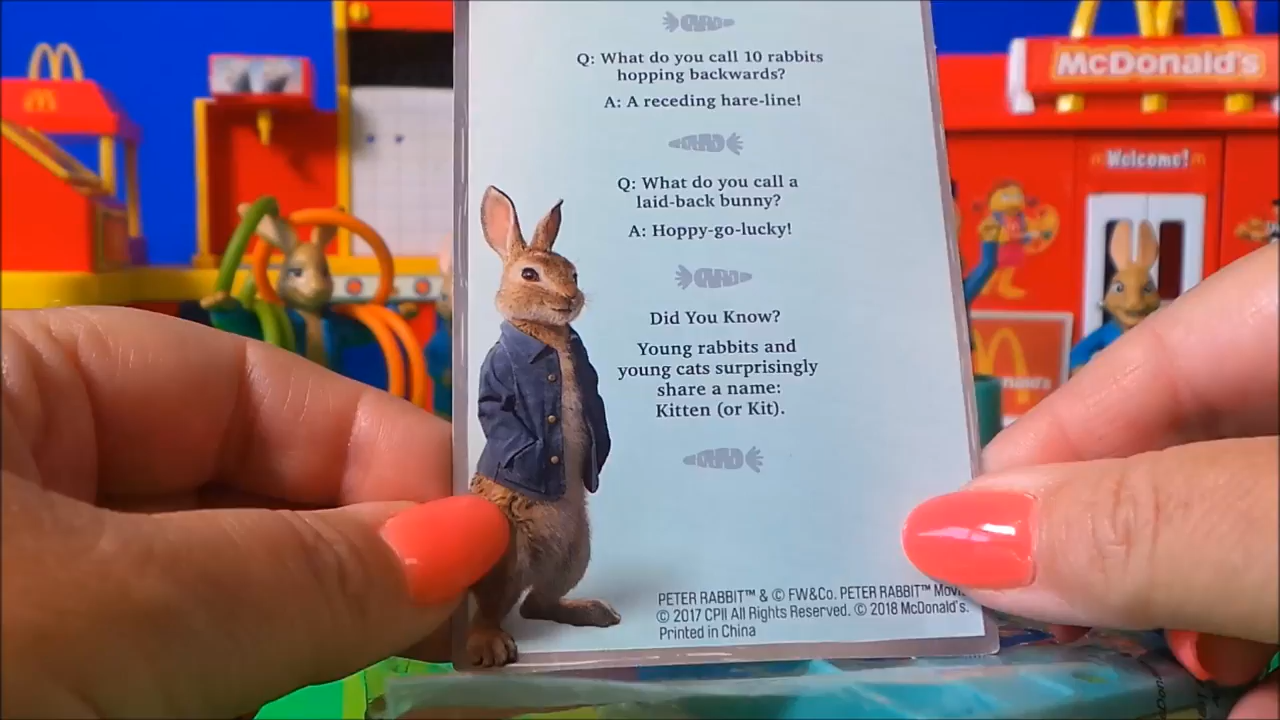 McDonald's
Welcome!
Q: What do you call 10 rabbits
hopping backwards?
A: A receding hare-line!
Q: What do you call a
laid-back bunny?
A: Hoppy-go-lucky!
Did You Know?
Young rabbits and
young cats surprisingly
share a name:
Kitten (or Kit).
PETER RABBIT™ & © FW&Co. PETER RABBIT™
© 2017 CPII All Rights Reserved. © 2018 McDonald's.
Printed in China